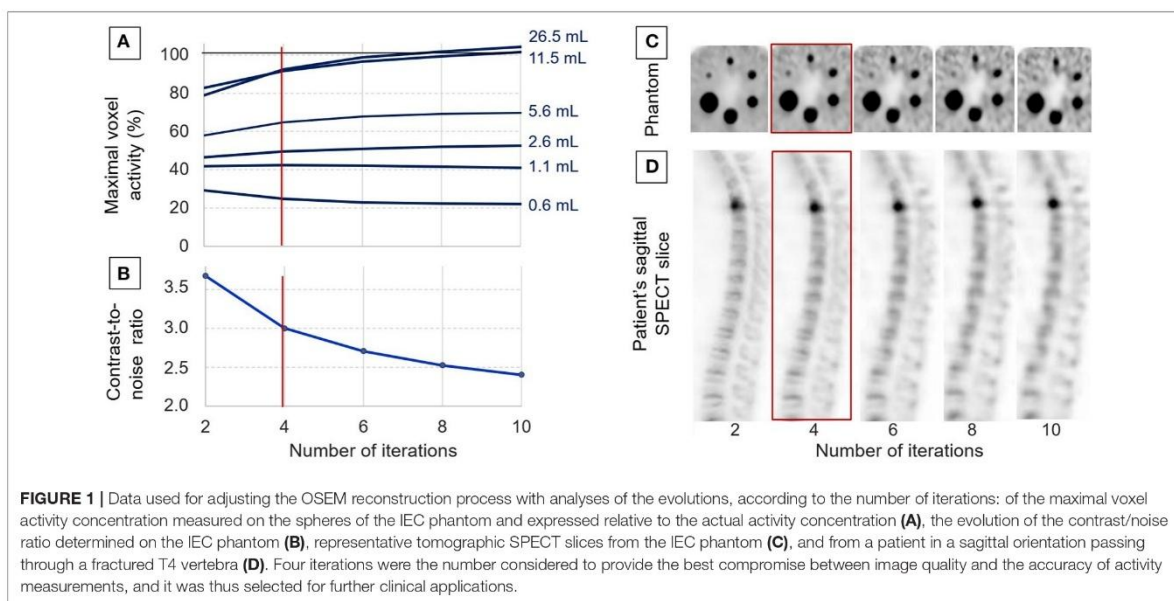 A
Maximal voxel
activity (%)
100
80
60
40
20
0
26.5 mL
11.5 mL
5.6 mL
2.6 mL
1.1 mL
0.6 mL
B
Contrast-to-
noise ratio
3.5
3.0
2.5
2.0
2 4 6 8 10
Number of iterations
C
Phantom
D
Patient's sagittal
SPECT slice
2 4 6 8 10
Number of iterations
FIGURE 1 | Data used for adjusting the OSEM reconstruction process with analyses of the evolutions, according to the number of iterations: of the maximal voxel
activity concentration measured on the spheres of the IEC phantom and expressed relative to the actual activity concentration (A), the evolution of the contrast/noise
ratio determined on the IEC phantom (B), representative tomographic SPECT slices from the IEC phantom (C), and from a patient in a sagittal orientation passing
through a fractured T4 vertebra (D). Four iterations were the number considered to provide the best compromise between image quality and the accuracy of activity
measurements, and it was thus selected for further clinical applications.